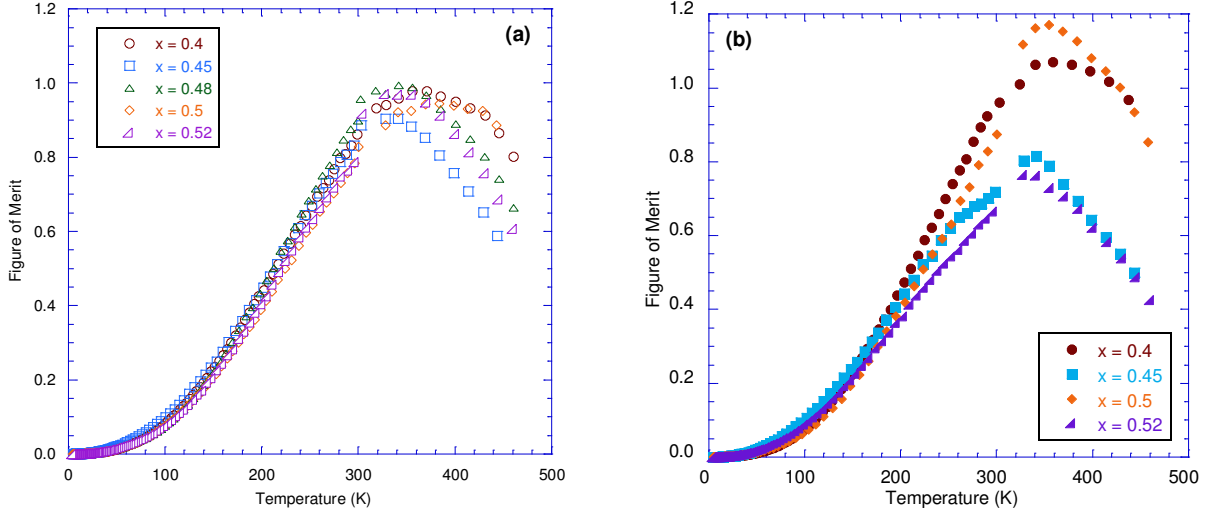 1.2
1.0
0.8
0.6
0.4
0.2
0.0
Figure of Merit
(a)
x = 0.4
x = 0.45
x = 0.48
x = 0.5
x = 0.52
0 100 200 300 400 500
Temperature (K)
1.2
1.0
0.8
0.6
0.4
0.2
0.0
Figure of Merit
(b)
x = 0.4
x = 0.45
x = 0.5
x = 0.52
0 100 200 300 400 500
Temperature (K)